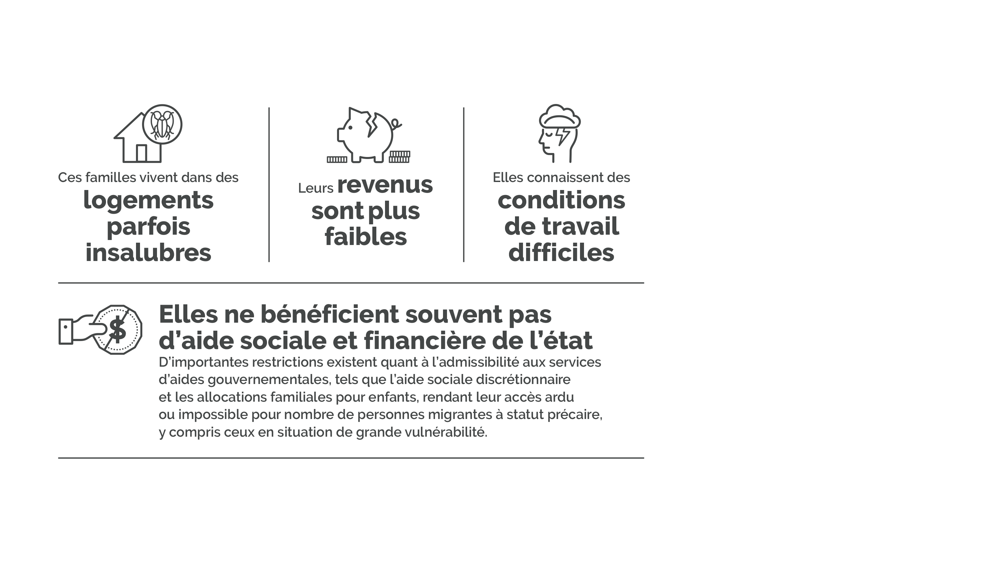 Ces familles vivent dans des
logements
parfois
insalubres
Leurs revenus
sont plus
faibles
Elles connaissent des
conditions
de travail
difficiles
$
Elles ne bénéficient souvent pas
d’aide sociale et financière de l’état
D’importantes restrictions existent quant à l’admissibilité aux services
d’aides gouvernementales, tels que l’aide sociale discrétionnaire
et les allocations familiales pour enfants, rendant leur accès ardu
ou impossible pour nombre de personnes migrantes à statut précaire,
y compris ceux en situation de grande vulnérabilité.